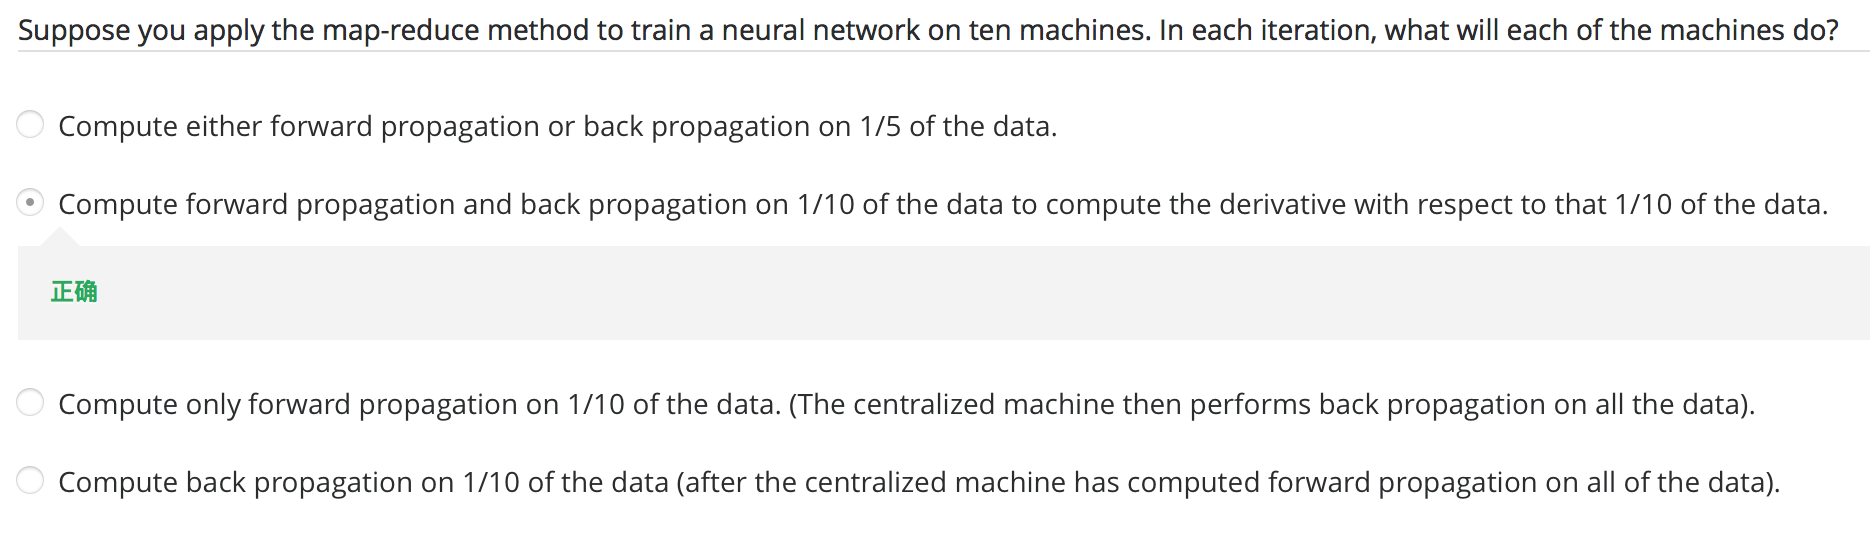 Suppose you apply the map-reduce method to train a neural network on ten machines. In each iteration, what will each of the machines do?
Compute either forward propagation or back propagation on 1/5 of the data.
Compute forward propagation and back propagation on 1/10 of the data to compute the derivative with respect to that 1/10 of the data.
正确
Compute only forward propagation on 1/10 of the data. (The centralized machine then performs back propagation on all the data).
Compute back propagation on 1/10 of the data (after the centralized machine has computed forward propagation on all of the data).